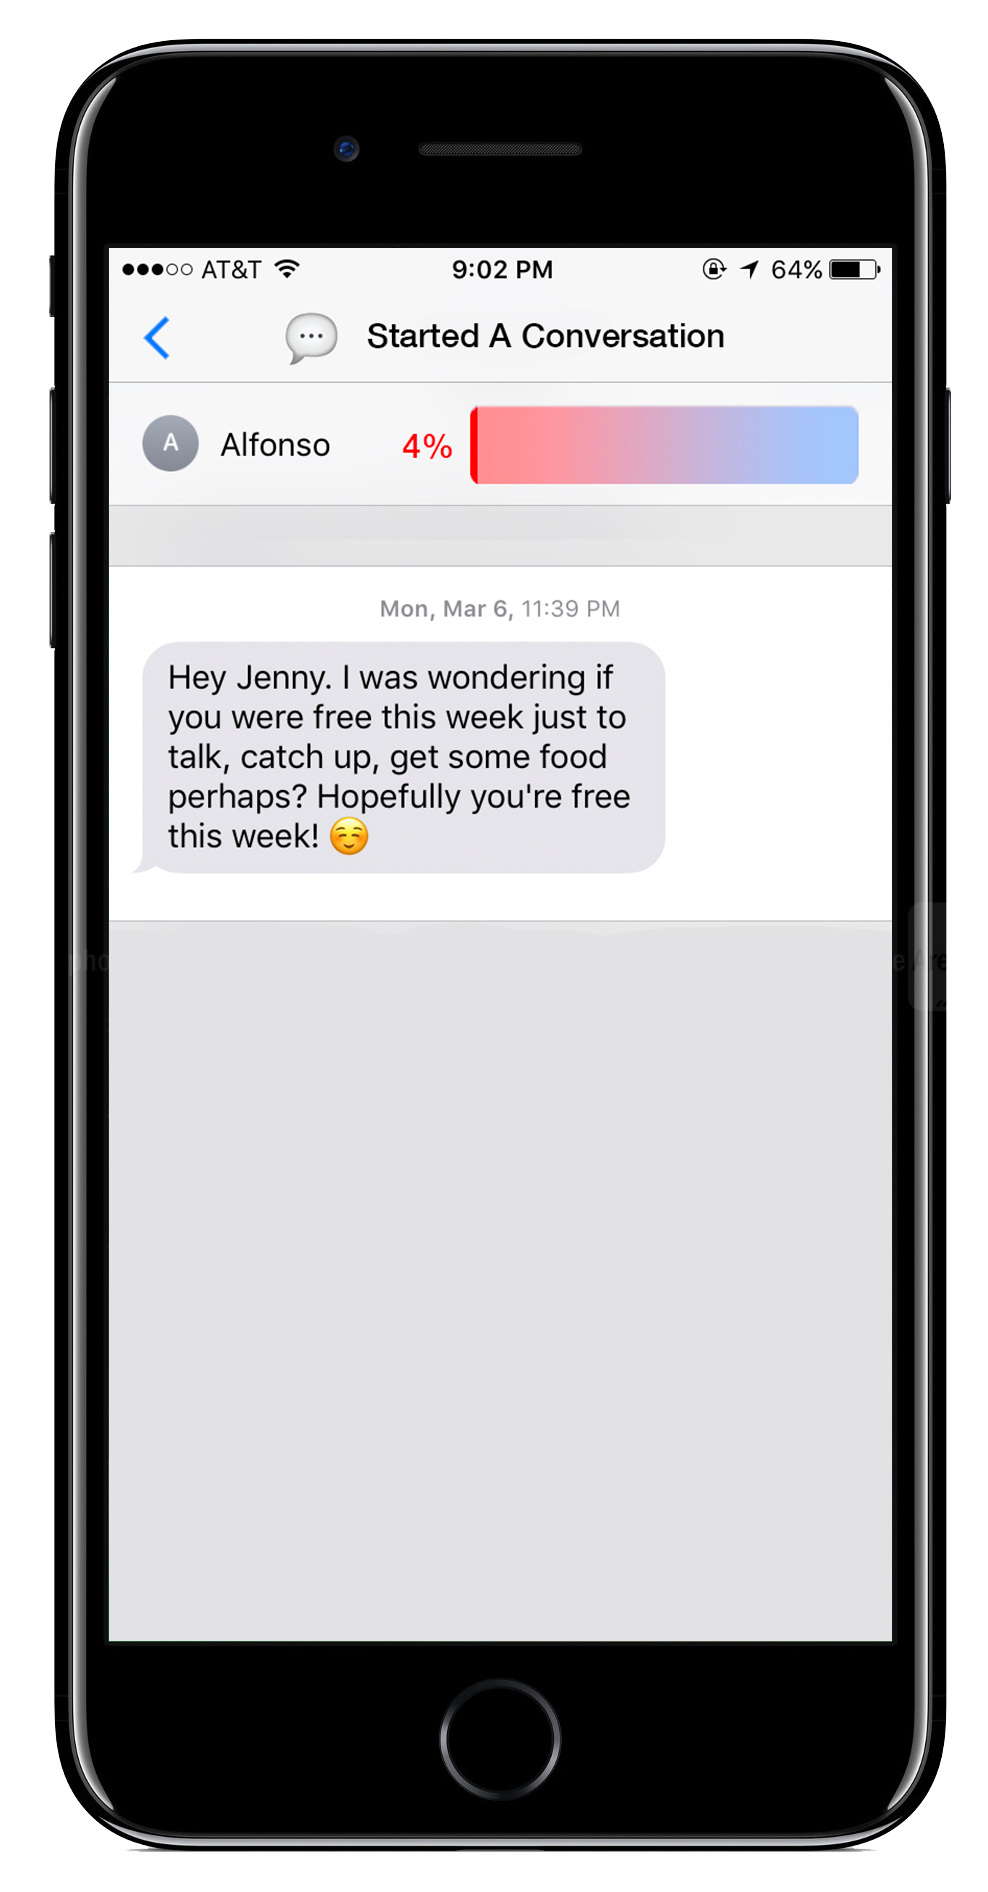 AT&T 9:02 PM 64%
Started A Conversation
A Alfonso 4%
Mon, Mar 6, 11:39 PM
Hey Jenny. I was wondering if
you were free this week just to
talk, catch up, get some food
perhaps? Hopefully you're free
this week! ☺️